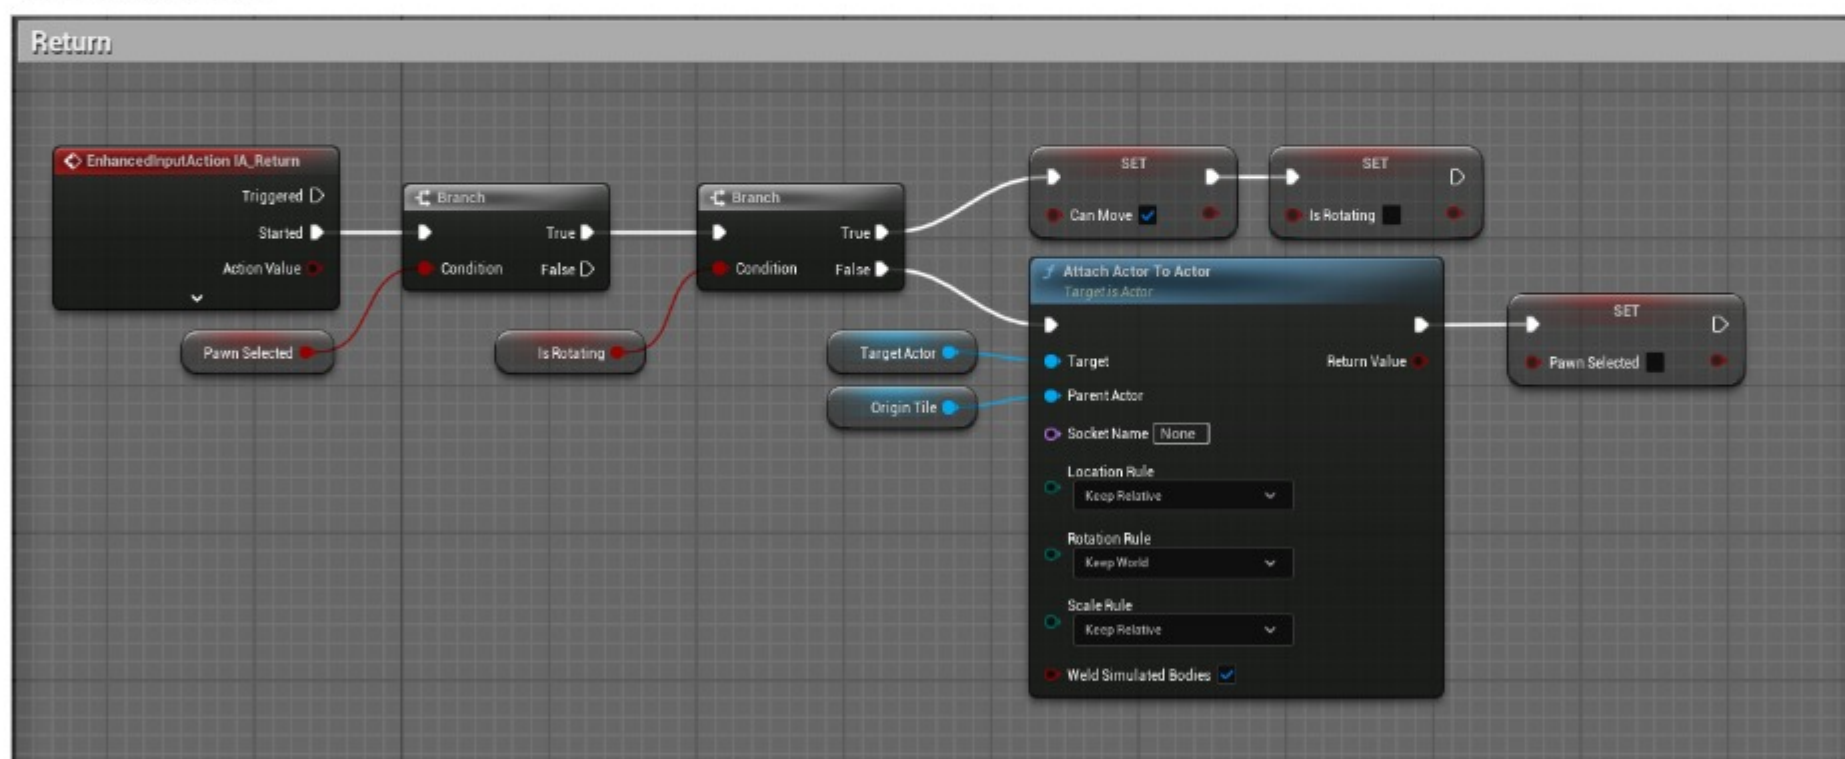 Return
EnhancedInputAction IA_Return
Triggered
Started
Action Value
Pawn Selected
Branch
True
Condition
False
Is Rotating
Branch
True
Condition
False
SET
Can Move
SET
Is Rotating
Target Actor
Origin Tile
Attach Actor To Actor
Target is Actor
Target
Return Value
Parent Actor
Socket Name None
Location Rule
Keep Relative
Rotation Rule
Keep World
Scale Rule
Keep Relative
Weld Simulated Bodies
SET
Pawn Selected